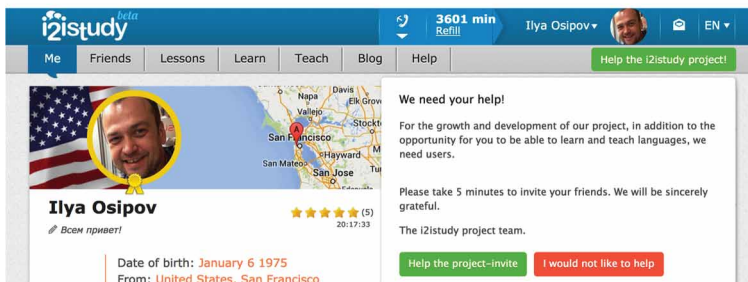 i2istudy beta
3601 min
Refill
Ilya Osipov
EN
Me Friends Lessons Learn Teach Blog Help
Help the i2istudy project!
Napa Davis
Elk Grov
Vallejo
Stockt
San Francisco
Hayward
San Mateo
San Jose
A
We need your help!
For the growth and development of our project, in addition to the
opportunity for you to be able to learn and teach languages, we
need users.
Please take 5 minutes to invite your friends. We will be sincerely
grateful.
The i2istudy project team.
Help the project-invite I would not like to help
Ilya Osipov
(5)
20:17:33
Всем привет!
Date of birth: January 6 1975
From: United States, San Francisco